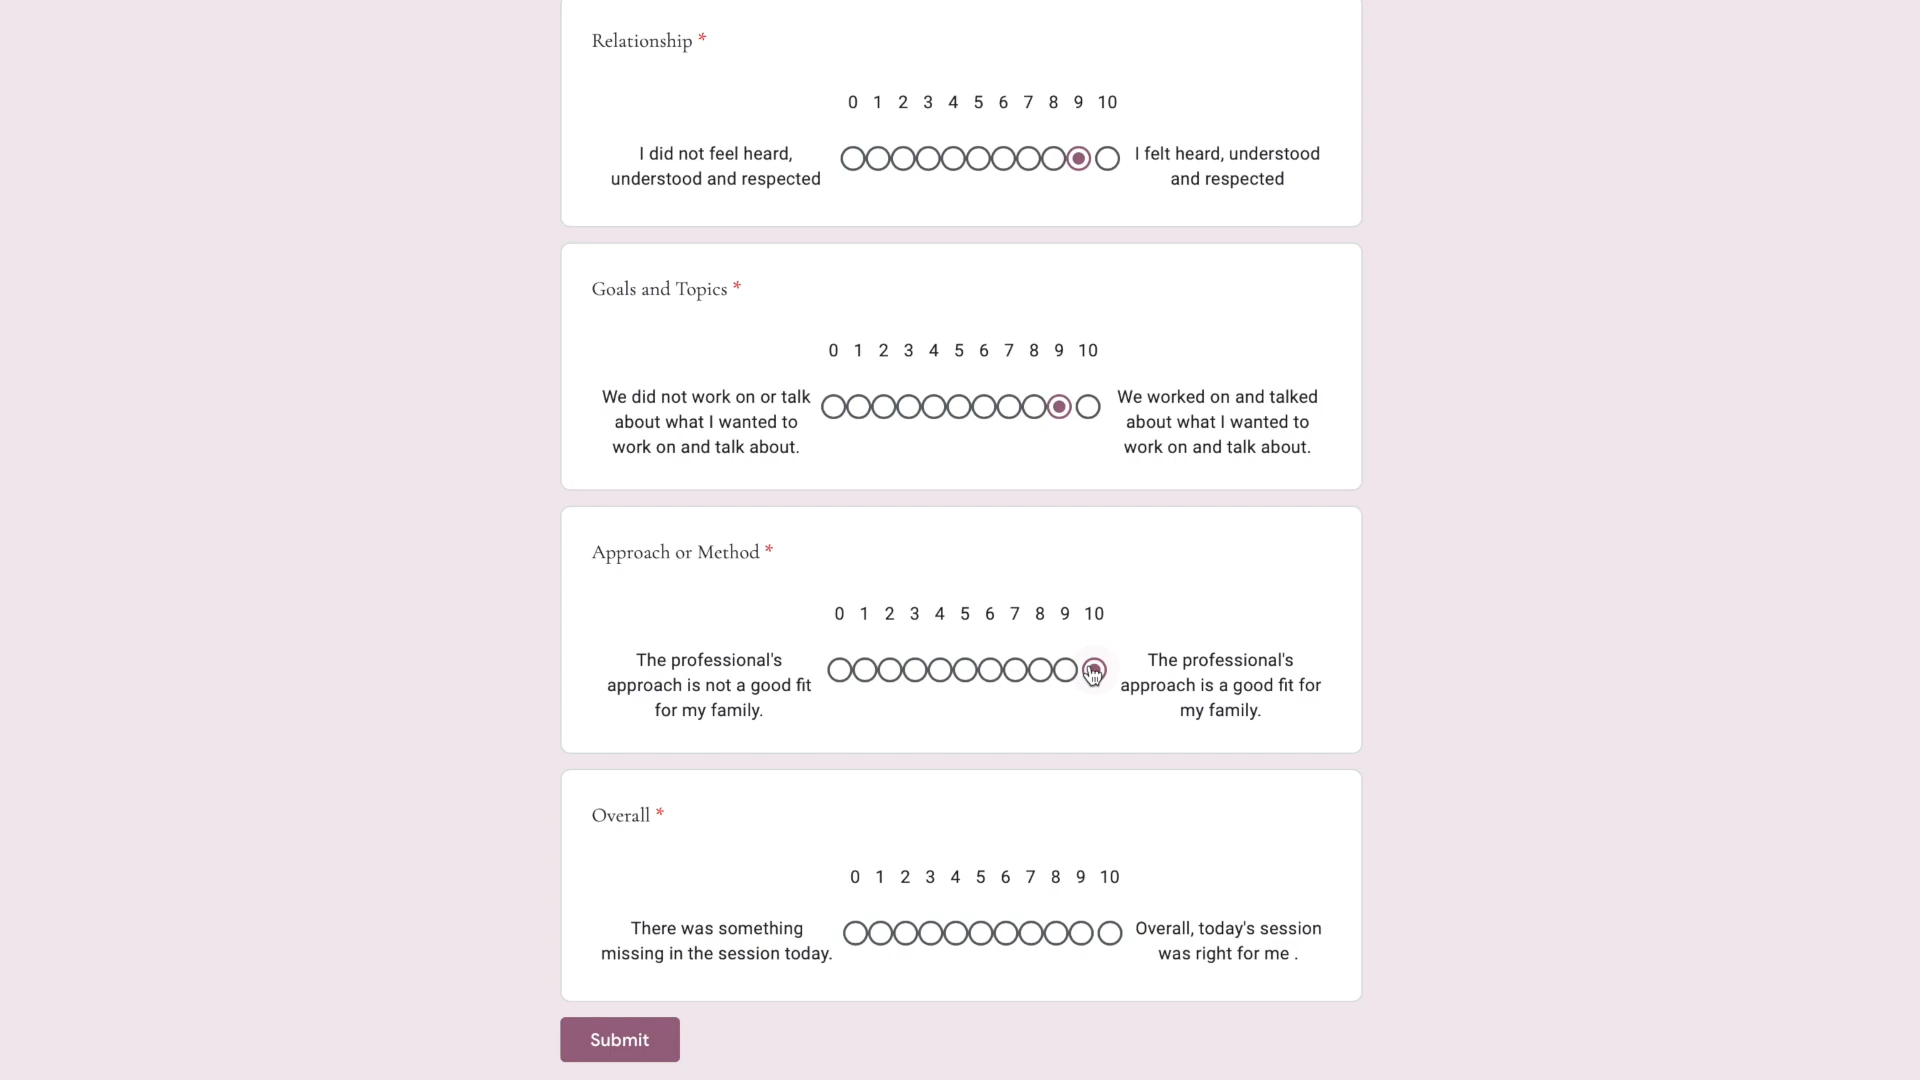 Relationship *
0 1 2 3 4 5 6 7 8 9 10
I did not feel heard,
understood and respected
I felt heard, understood
and respected
Goals and Topics *
0 1 2 3 4 5 6 7 8 9 10
We did not work on or talk
about what I wanted to
work on and talk about.
We worked on and talked
about what I wanted to
work on and talk about.
Approach or Method *
0 1 2 3 4 5 6 7 8 9 10
The professional's
approach is not a good fit
for my family.
The professional's
approach is a good fit for
my family.
Overall *
0 1 2 3 4 5 6 7 8 9 10
There was something
missing in the session today.
Overall, today's session
was right for me .
Submit